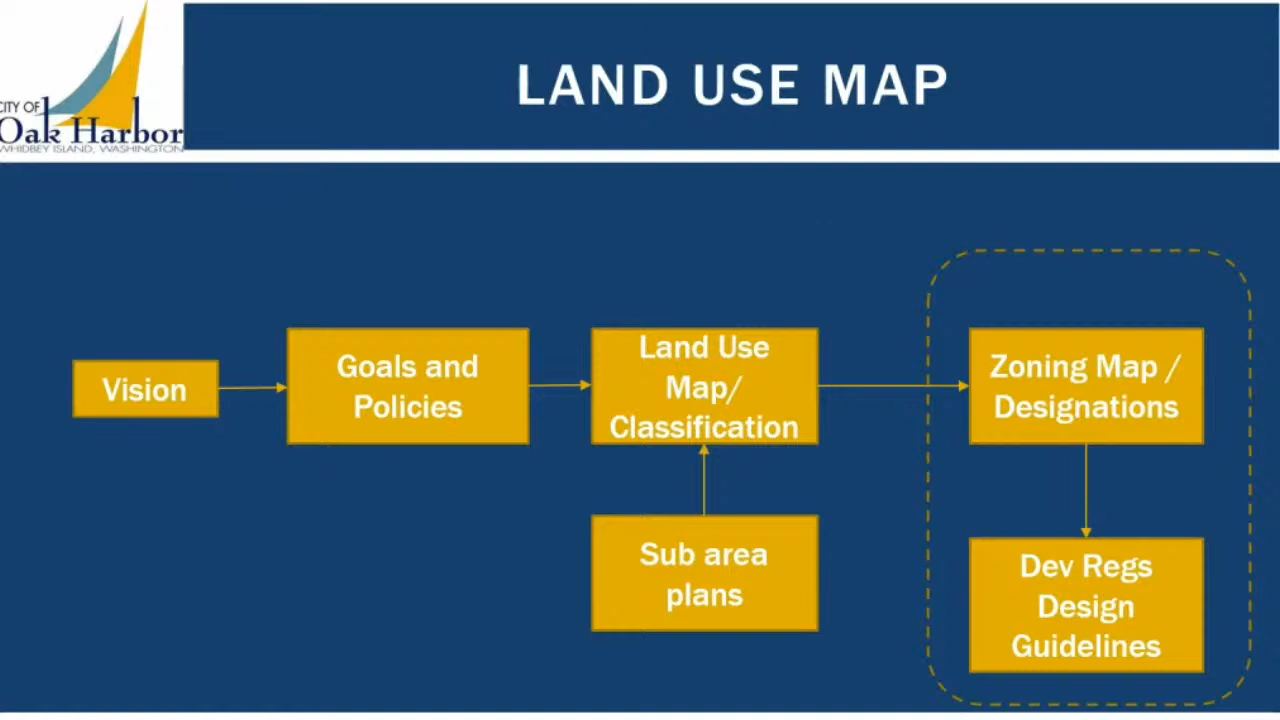 CITY OF
Oak Harbor
WHIDBEY ISLAND, WASHINGTON
LAND USE MAP
Vision
Goals and
Policies
Land Use
Map/
Classification
Zoning Map /
Designations
Sub area
plans
Dev Regs
Design
Guidelines